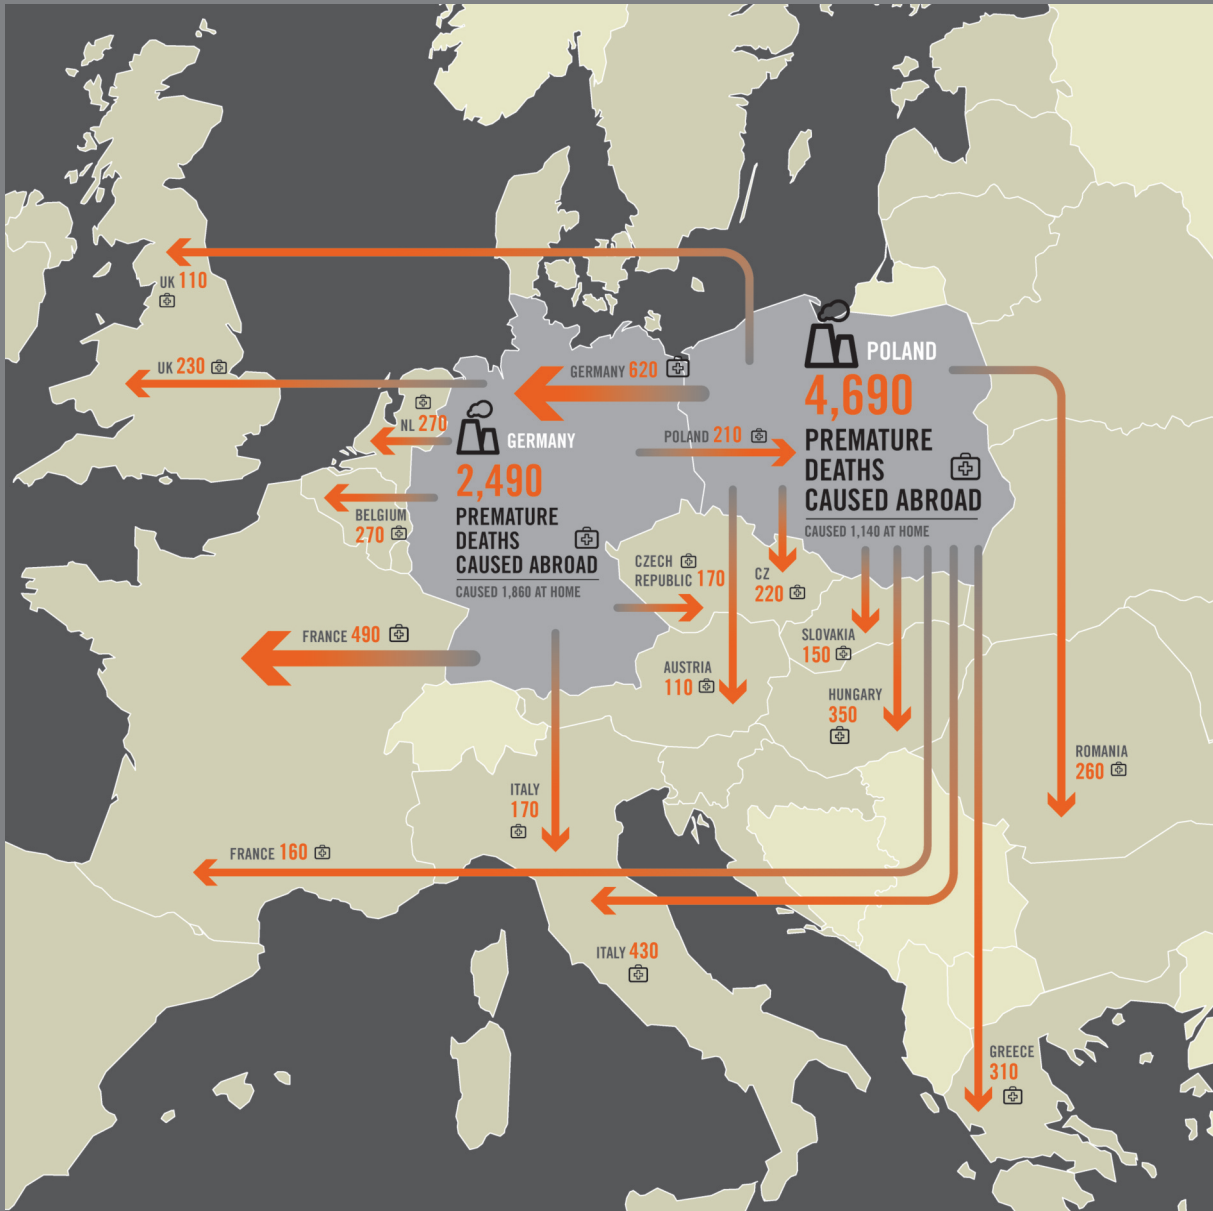 UK 110
UK 230
GERMANY 620
POLAND
4,690
PREMATURE
DEATHS
CAUSED ABROAD
CAUSED 1,140 AT HOME
NL 270
GERMANY
2,490
PREMATURE
DEATHS
CAUSED ABROAD
CAUSED 1,860 AT HOME
POLAND 210
BELGIUM
270
CZECH
REPUBLIC 170
CZ
220
FRANCE 490
SLOVAKIA
150
AUSTRIA
110
HUNGARY
350
ROMANIA
260
ITALY
170
FRANCE 160
ITALY 430
GREECE
310